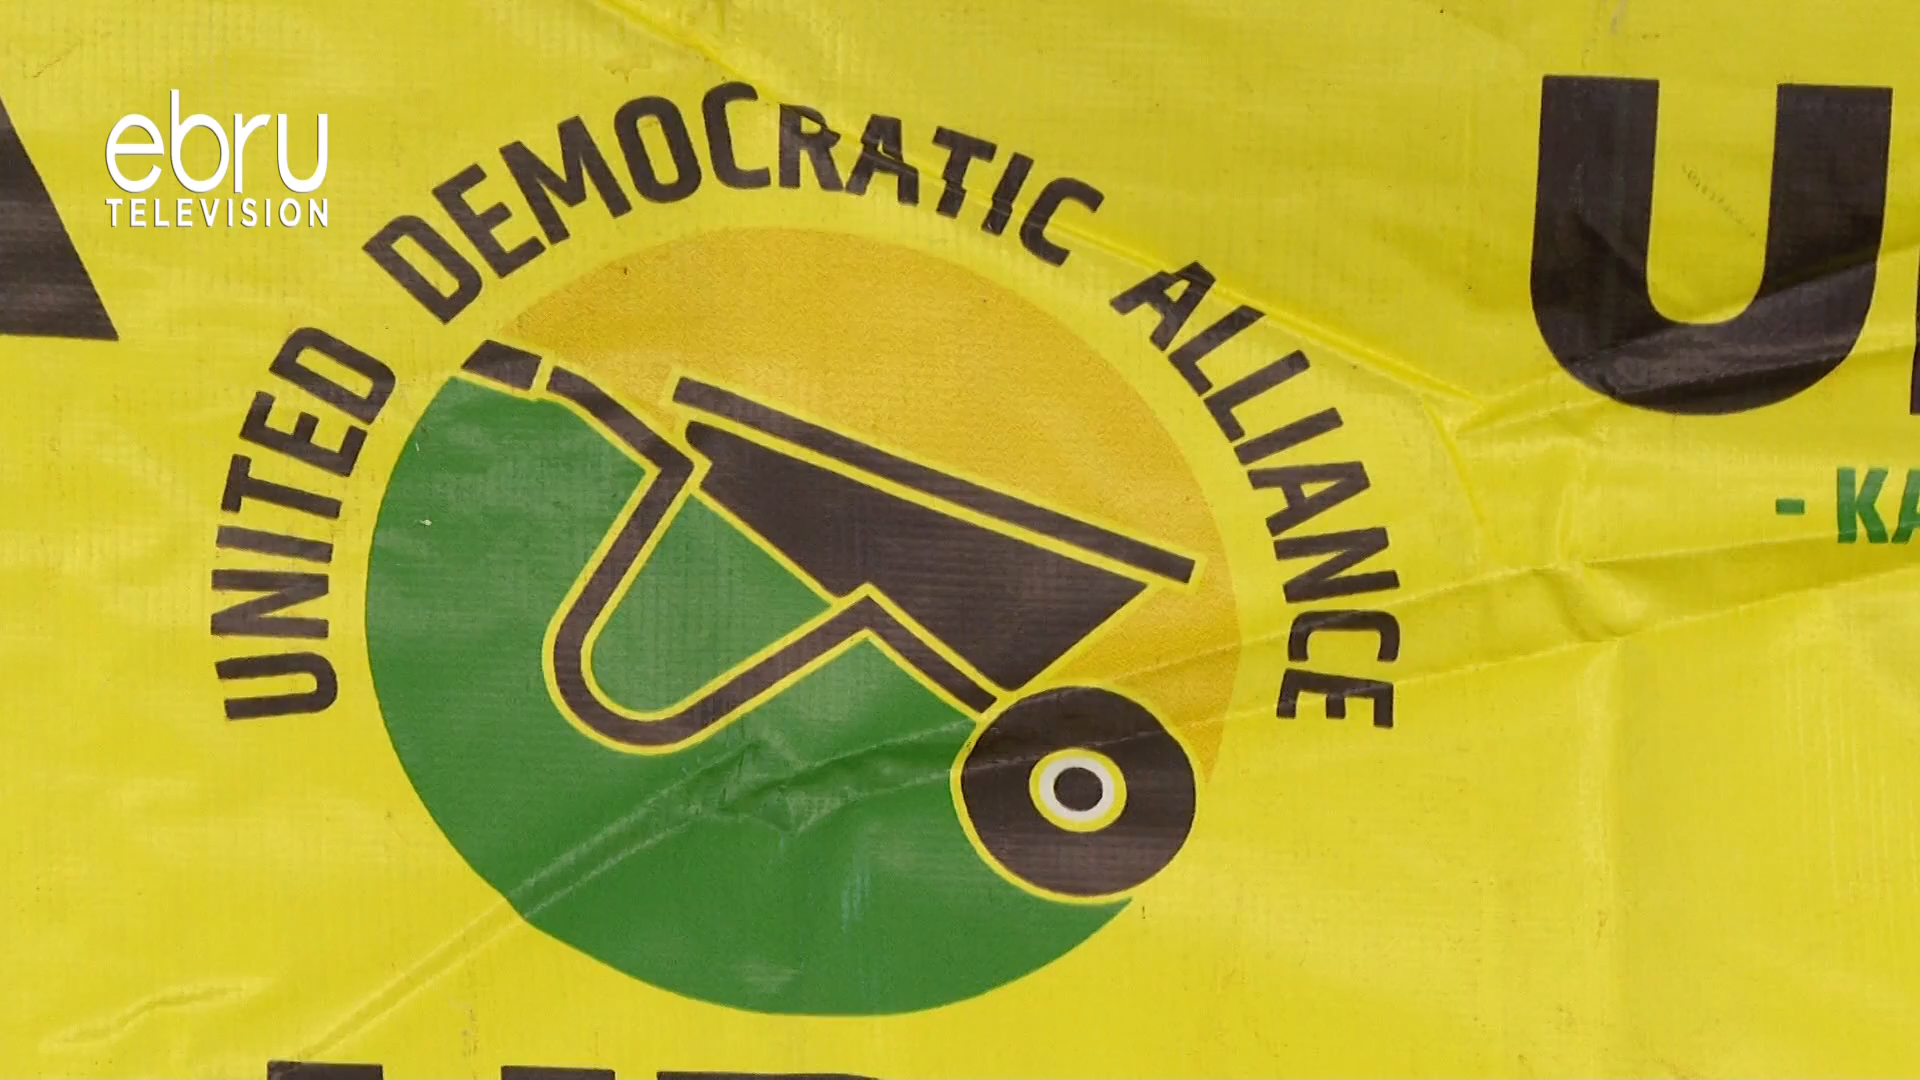 ebru
TELEVISION
UNITED DEMOCRATIC ALLIANCE
U
- KA